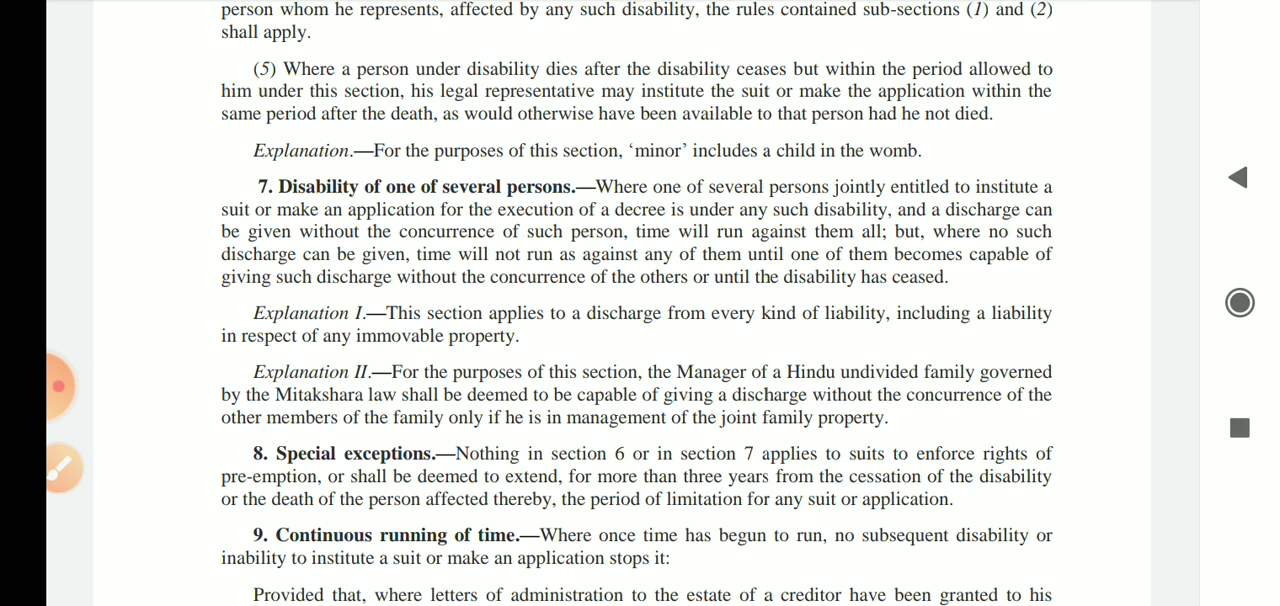 person whom he represents, affected by any such disability, the rules contained sub-sections (1) and (2)
shall apply.
(5) Where a person under disability dies after the disability ceases but within the period allowed to
him under this section, his legal representative may institute the suit or make the application within the
same period after the death, as would otherwise have been available to that person had he not died.
Explanation.—For the purposes of this section, ‘minor’ includes a child in the womb.
7. Disability of one of several persons.—Where one of several persons jointly entitled to institute a
suit or make an application for the execution of a decree is under any such disability, and a discharge can
be given without the concurrence of such person, time will run against them all; but, where no such
discharge can be given, time will not run as against any of them until one of them becomes capable of
giving such discharge without the concurrence of the others or until the disability has ceased.
Explanation I.—This section applies to a discharge from every kind of liability, including a liability
in respect of any immovable property.
Explanation II.—For the purposes of this section, the Manager of a Hindu undivided family governed
by the Mitakshara law shall be deemed to be capable of giving a discharge without the concurrence of the
other members of the family only if he is in management of the joint family property.
8. Special exceptions.—Nothing in section 6 or in section 7 applies to suits to enforce rights of
pre-emption, or shall be deemed to extend, for more than three years from the cessation of the disability
or the death of the person affected thereby, the period of limitation for any suit or application.
9. Continuous running of time.—Where once time has begun to run, no subsequent disability or
inability to institute a suit or make an application stops it:
Provided that, where letters of administration to the estate of a creditor have been granted to his